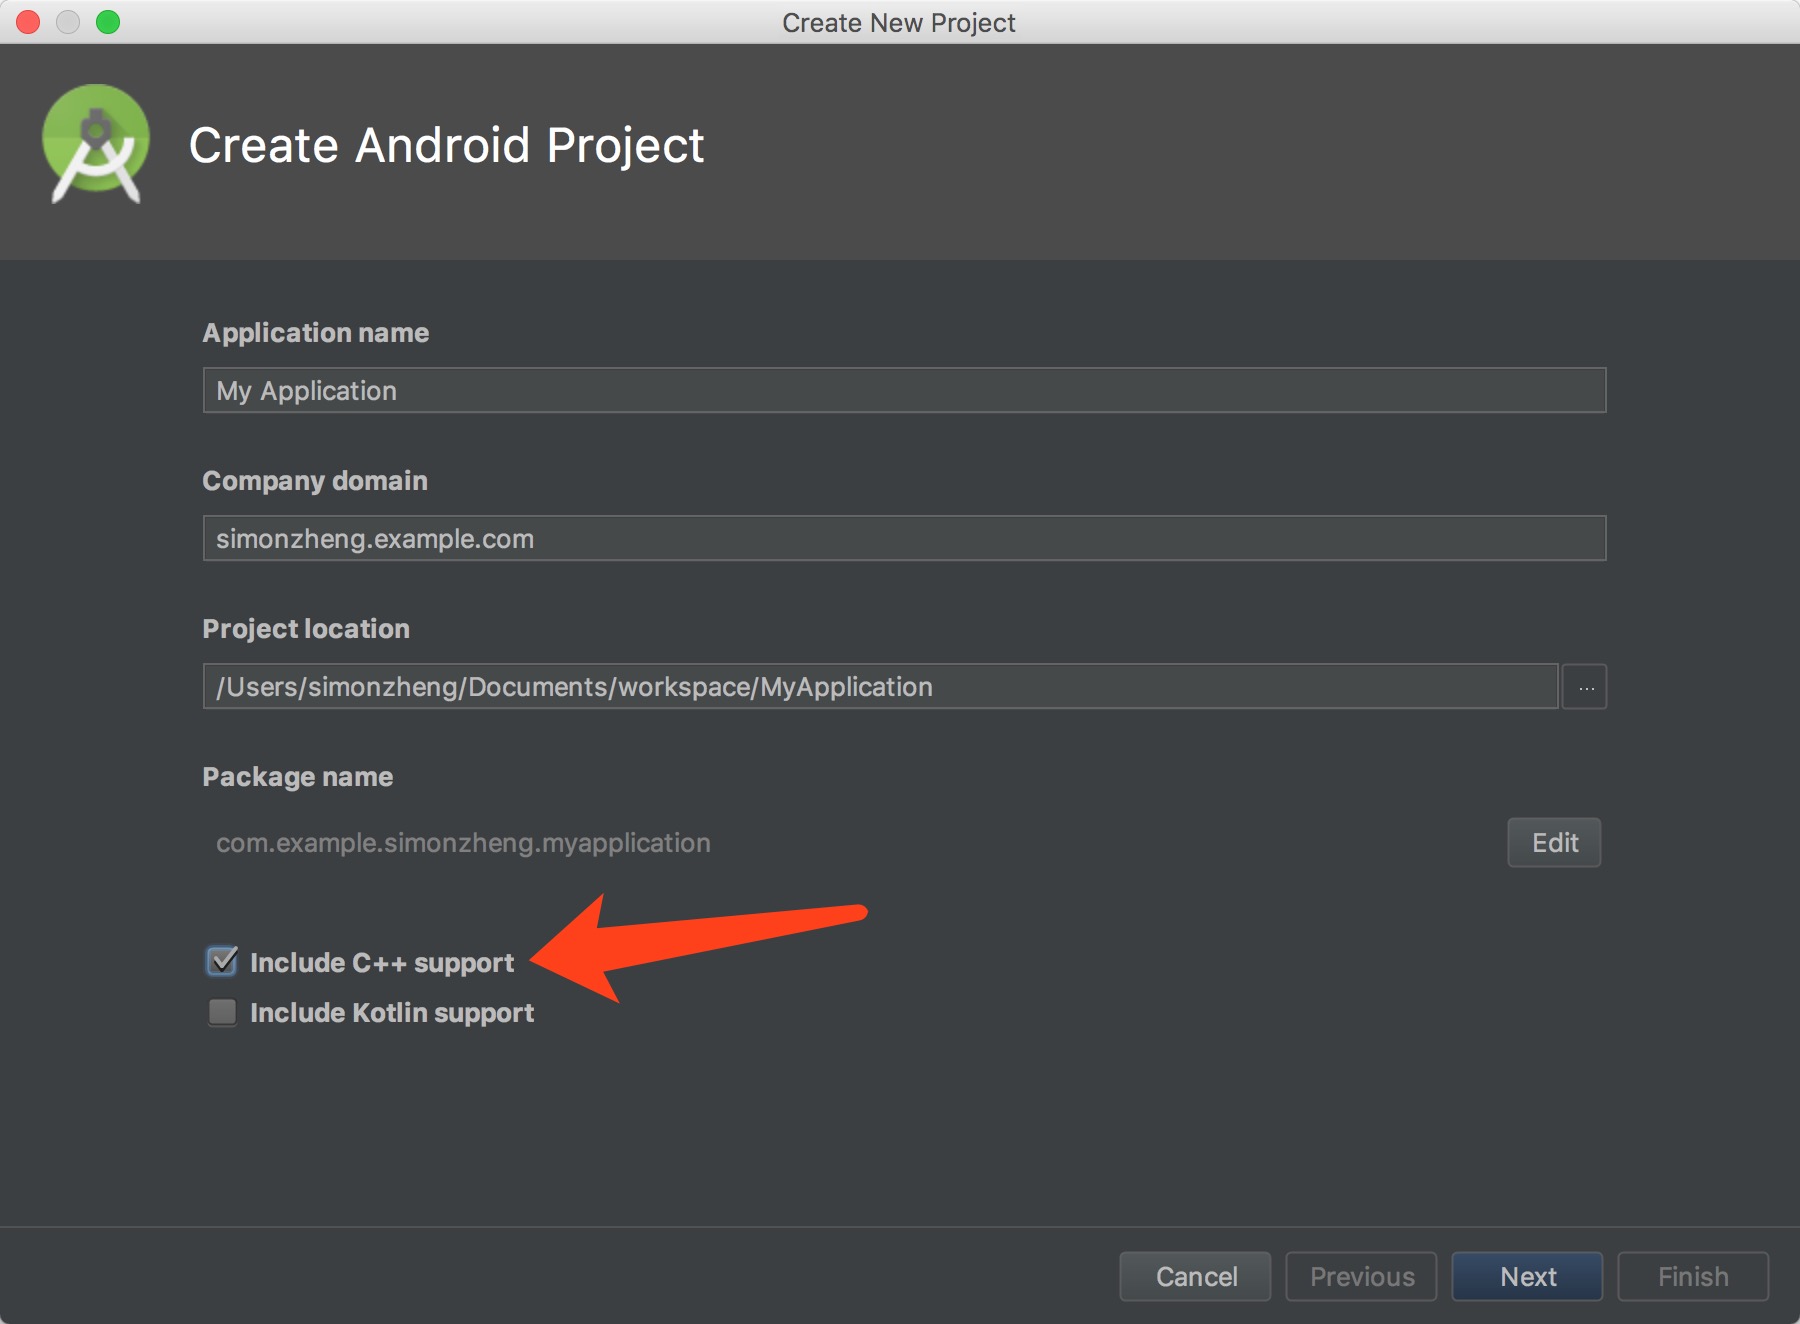 Create New Project
Create Android Project
Application name
My Application
Company domain
simonzheng.example.com
Project location
/Users/simonzheng/Documents/workspace/MyApplication
...
Package name
com.example.simonzheng.myapplication
Edit
Include C++ support
Include Kotlin support
Cancel
Previous
Next
Finish